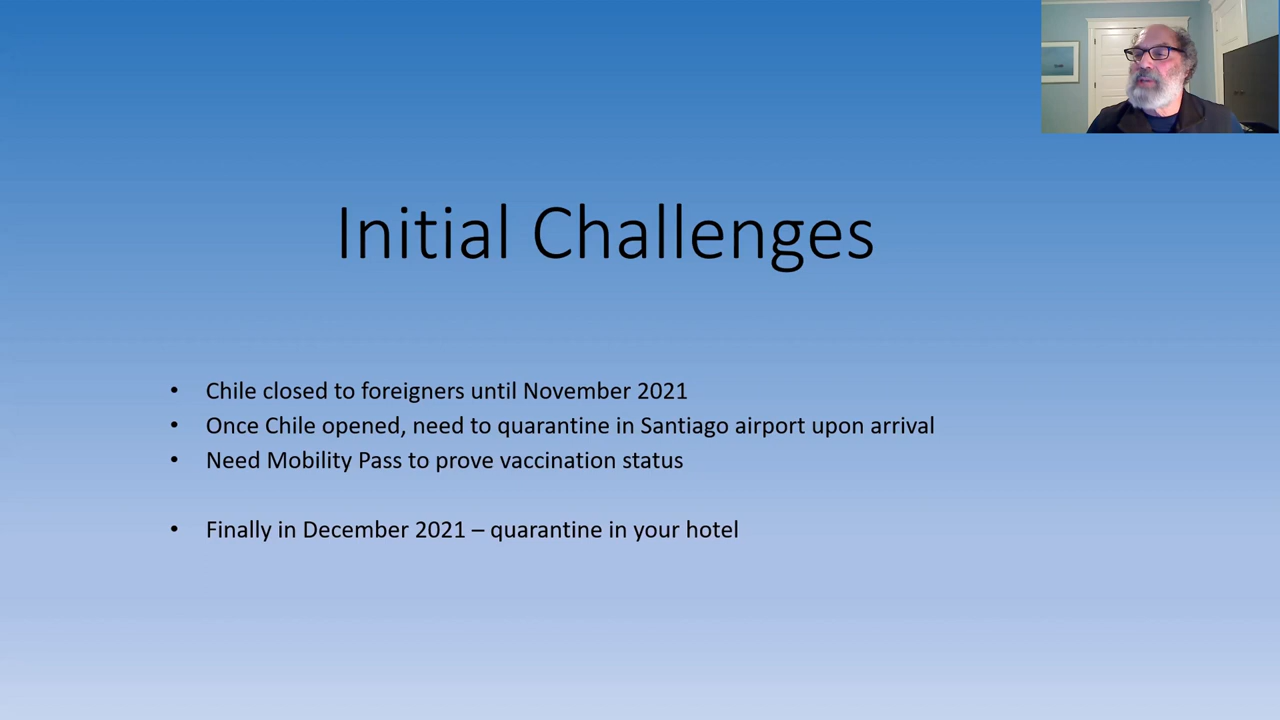 Initial Challenges
• Chile closed to foreigners until November 2021
• Once Chile opened, need to quarantine in Santiago airport upon arrival
• Need Mobility Pass to prove vaccination status
• Finally in December 2021 – quarantine in your hotel